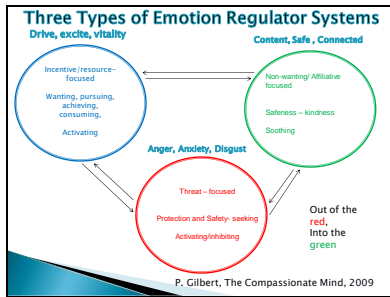 Three Types of Emotion Regulator Systems
Drive, excite, vitality
Content, Safe , Connected
Incentive/resource-
focused
Wanting, pursuing,
achieving,
consuming,
Activating
Non-wanting/ Affiliative
focused
Safeness – kindness
Soothing
Anger, Anxiety, Disgust
Threat – focused
Protection and Safety- seeking
Activating/inhibiting
Out of the
red,
Into the
green
P. Gilbert, The Compassionate Mind, 2009